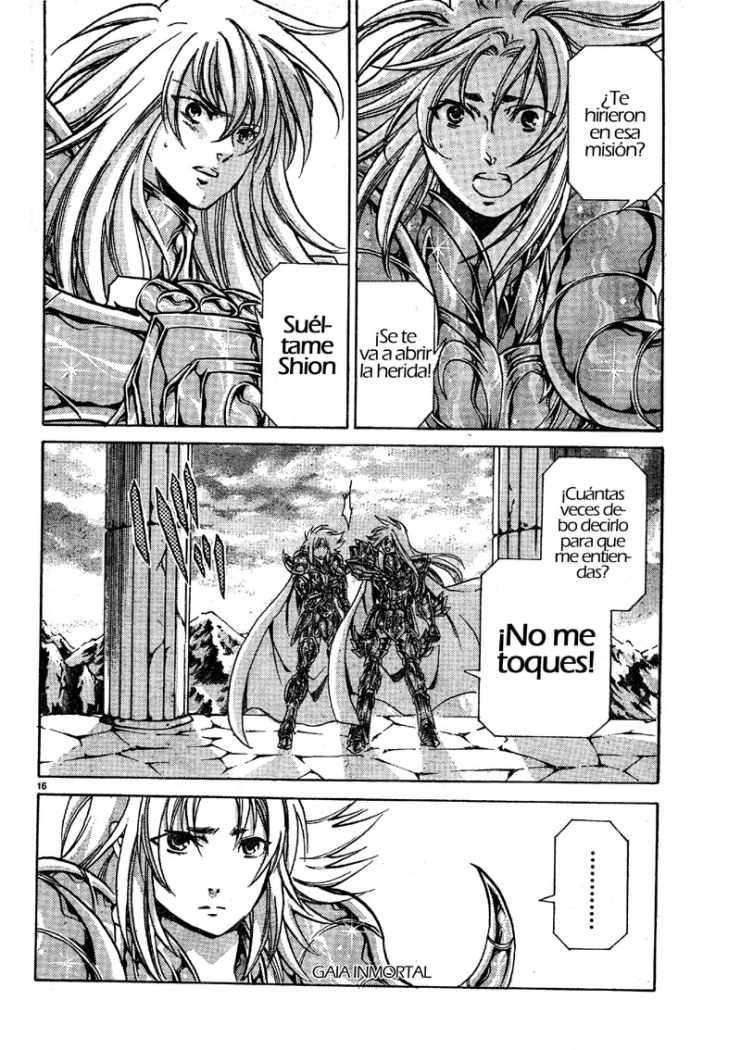 ¿Te
hirieron
en esa
misión?
¡Se te
va a abrir
la herida!
Suél-
tame
Shion
¡Cuántas
veces de-
bo decirlo
para que
me entien-
das?
¡No me
toques!
16
..........
GAIA INMORTAL